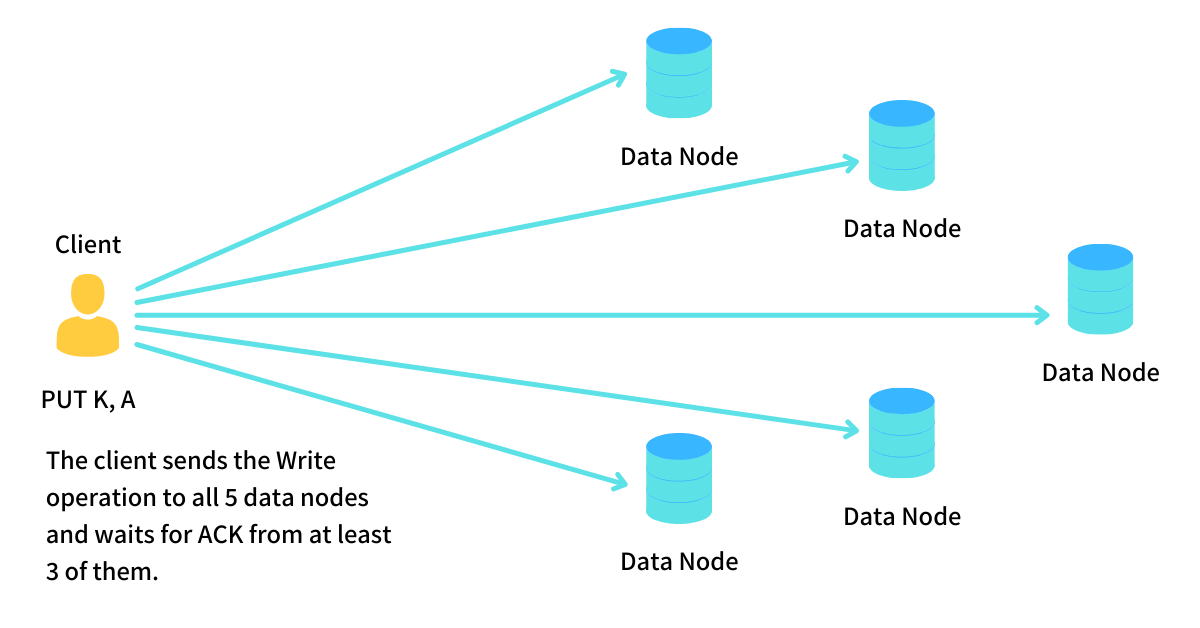 Data Node
Data Node
Client
Data Node
PUT K, A
The client sends the Write
operation to all 5 data nodes
and waits for ACK from at least
3 of them.
Data Node
Data Node